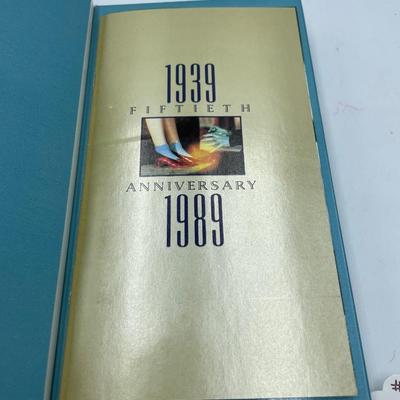 1939
FIFTIETH
ANNIVERSARY
1989
#